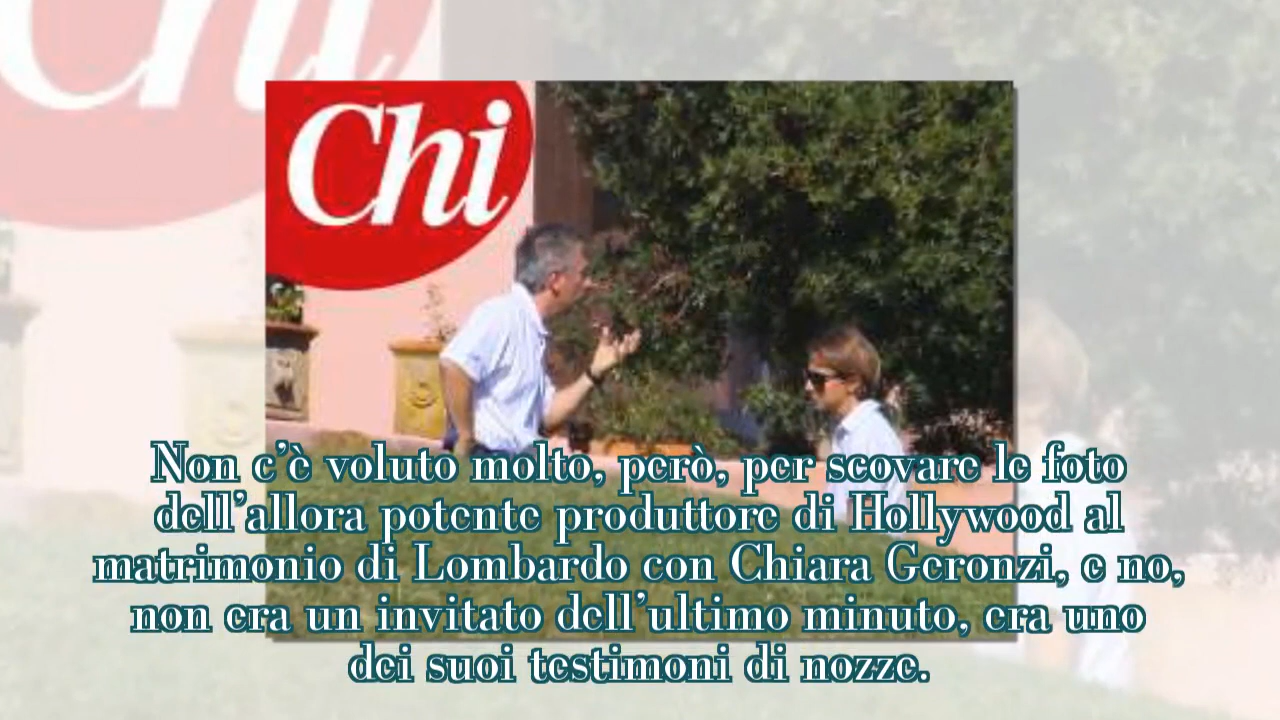 Chi
Chi
Non c'è voluto molto, però, per scovare le foto
dell'allora potente produttore di Hollywood al
matrimonio di Lombardo con Chiara Geronzi, e no,
non era un invitato dell'ultimo minuto, era uno
dei suoi testimoni di nozze.